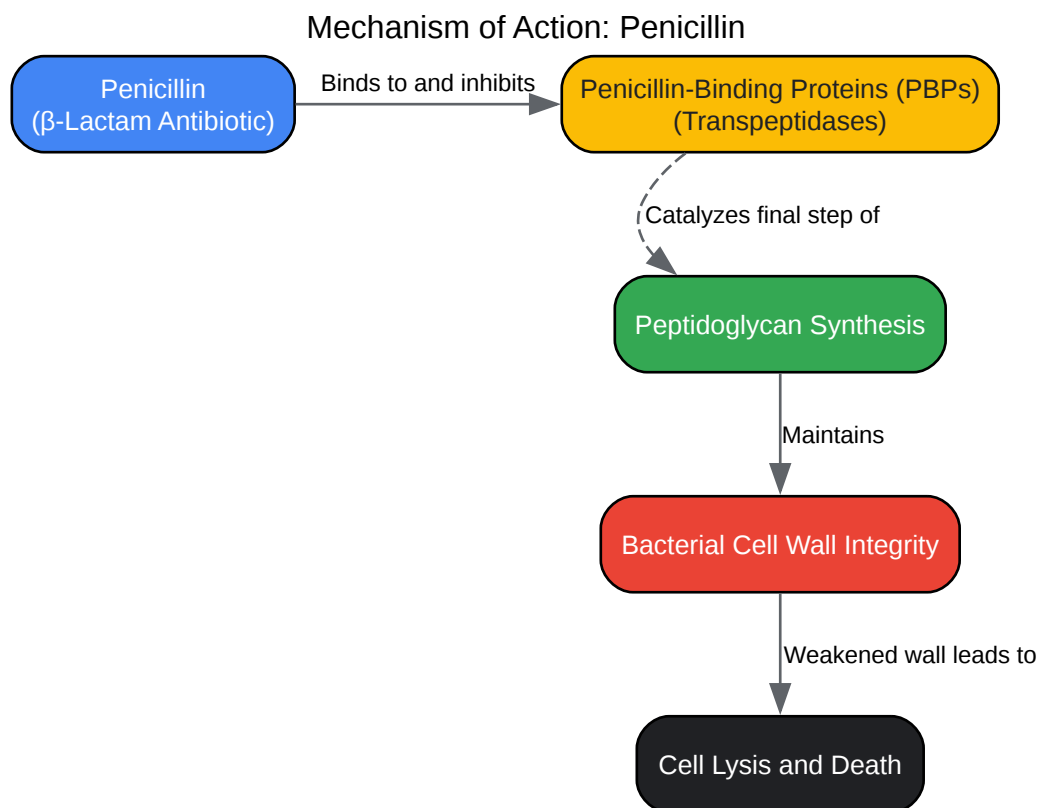 Mechanism of Action: Penicillin
Penicillin
(β-Lactam Antibiotic)
Binds to and inhibits
Penicillin-Binding Proteins (PBPs)
(Transpeptidases)
Catalyzes final step of
Peptidoglycan Synthesis
Maintains
Bacterial Cell Wall Integrity
Weakened wall leads to
Cell Lysis and Death